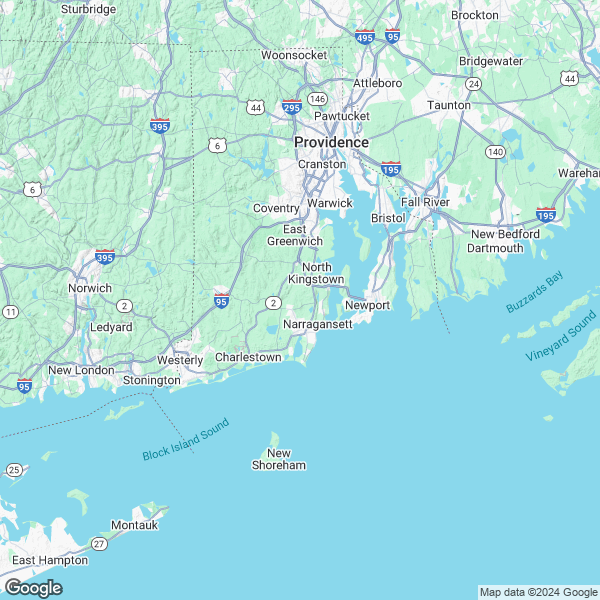 Sturbridge
Brockton
495
95
Woonsocket
Bridgewater
Attleboro
24
44
395
44
295
146
Pawtucket
Taunton
6
Providence
Cranston
140
195
Wareham
6
Coventry
Warwick
Bristol
Fall River
195
East
Greenwich
New Bedford
Dartmouth
395
Norwich
North
Kingstown
Buzzards Bay
95
2
Newport
11
2
Ledyard
Narragansett
Vineyard Sound
Westerly
Charlestown
New London
Stonington
95
Block Island Sound
New
Shoreham
25
Montauk
27
East Hampton
Google
Map data ©2024 Google